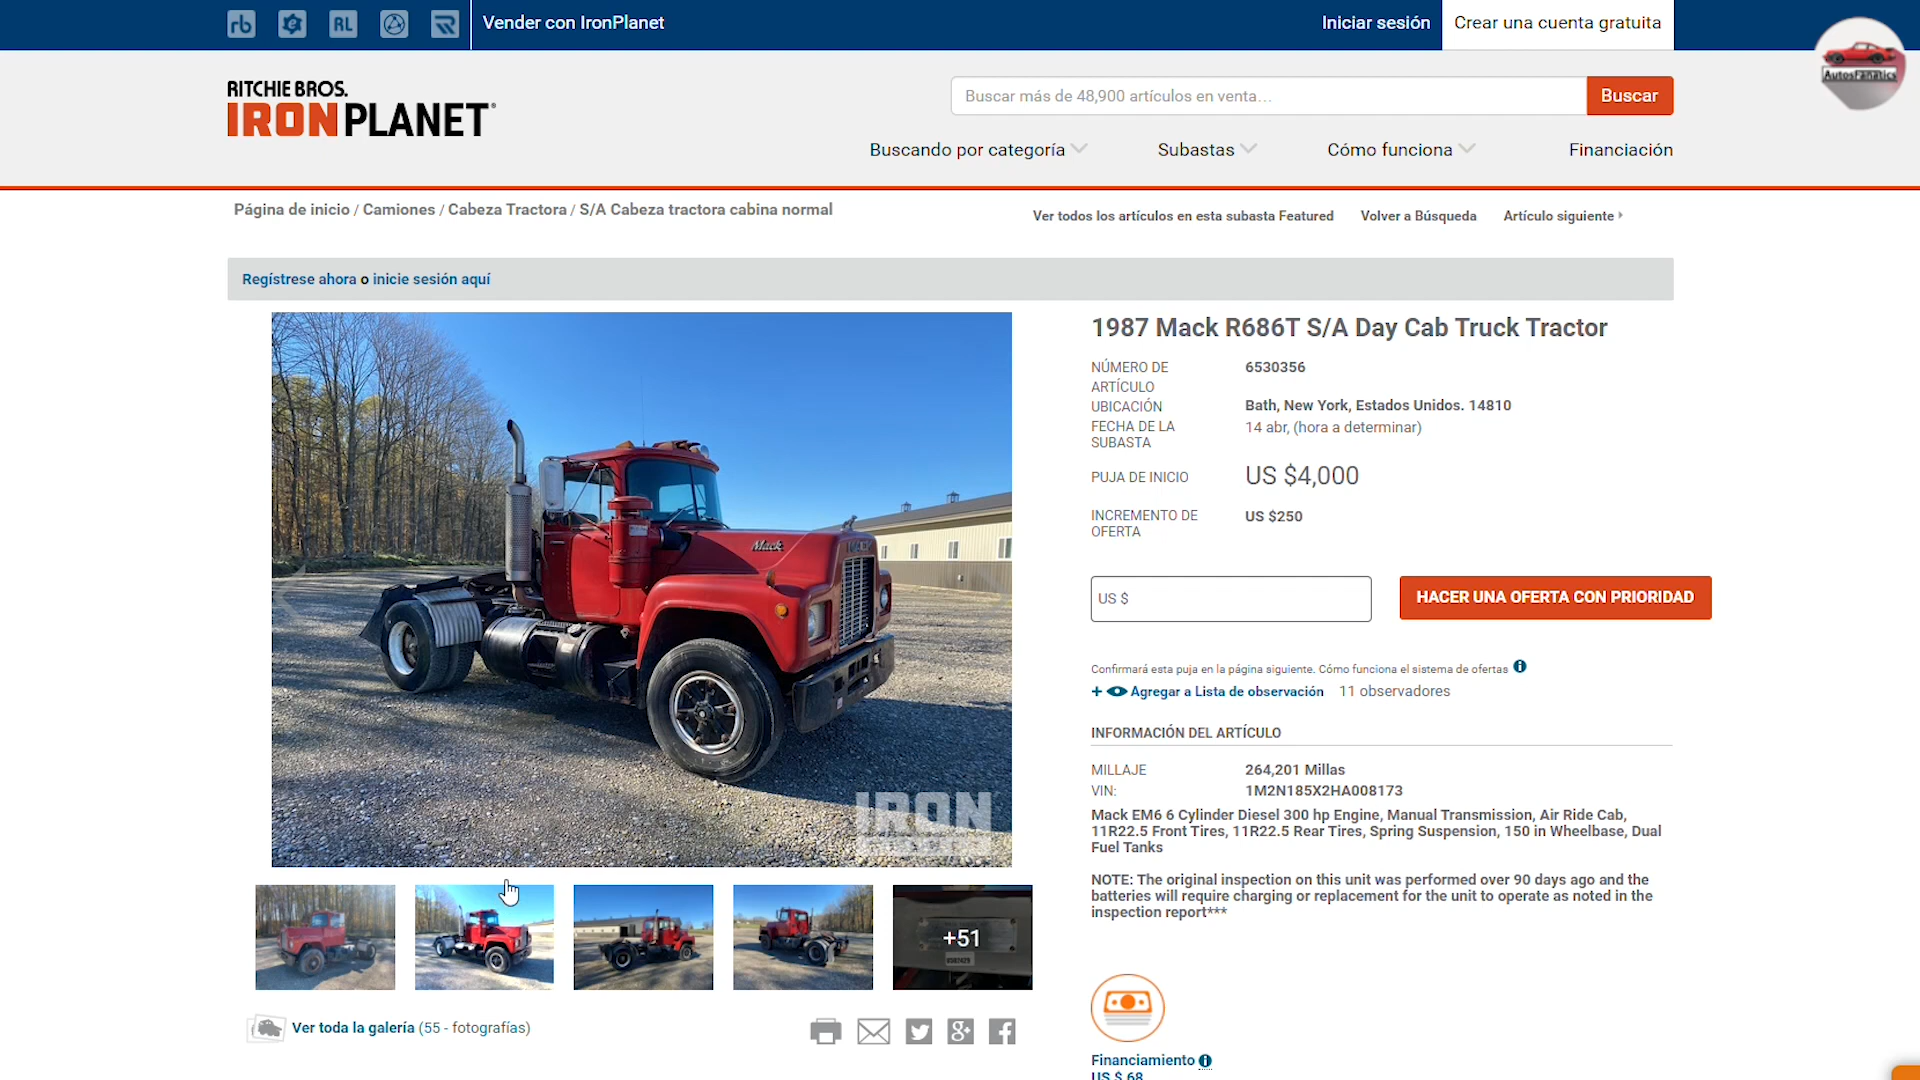 rb RL Vender con IronPlanet Iniciar sesión Crear una cuenta gratuita
AutosFanatics
RITCHIE BROS.
IRONPLANET
Buscar más de 48,900 artículos en venta... Buscar
Buscando por categoría Subastas Cómo funciona Financiación
Página de inicio / Camiones / Cabeza Tractora / S/A Cabeza tractora cabina normal
Ver todos los artículos en esta subasta Featured Volver a Búsqueda Artículo siguiente
Regístrese ahora o inicie sesión aquí
1987 Mack R686T S/A Day Cab Truck Tractor
NÚMERO DE ARTÍCULO 6530356
UBICACIÓN Bath, New York, Estados Unidos. 14810
FECHA DE LA SUBASTA 14 abr, (hora a determinar)
PUJA DE INICIO US $4,000
INCREMENTO DE OFERTA US $250
US $ HACER UNA OFERTA CON PRIORIDAD
Confirmará esta puja en la página siguiente. Cómo funciona el sistema de ofertas
+ Agregar a Lista de observación 11 observadores
INFORMACIÓN DEL ARTÍCULO
MILLAJE 264,201 Millas
VIN: 1M2N185X2HA008173
Mack EM6 6 Cylinder Diesel 300 hp Engine, Manual Transmission, Air Ride Cab,
11R22.5 Front Tires, 11R22.5 Rear Tires, Spring Suspension, 150 in Wheelbase, Dual
Fuel Tanks
NOTE: The original inspection on this unit was performed over 90 days ago and the
batteries will require charging or replacement for the unit to operate as noted in the
inspection report***
Financiamiento
US $ 68
Mack
IRON
PLANET
+51
Ver toda la galería (55 - fotografías)